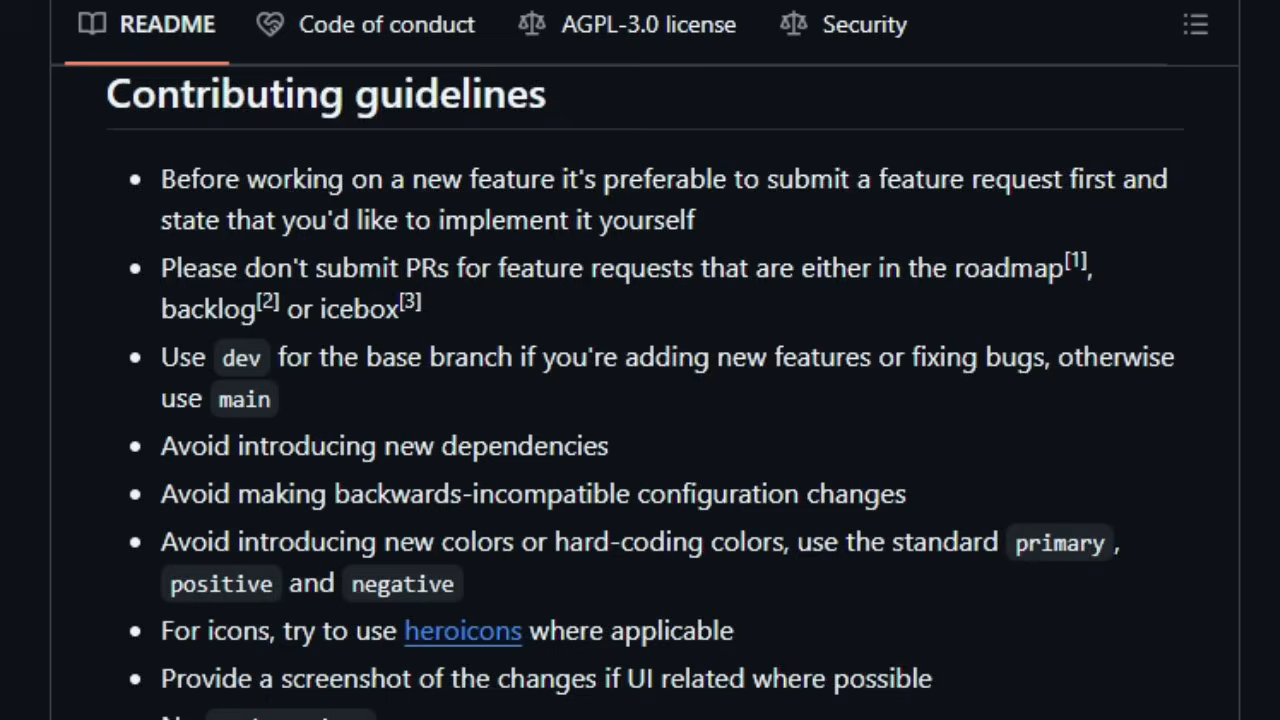 README Code of conduct AGPL-3.0 license Security
Contributing guidelines
Before working on a new feature it's preferable to submit a feature request first and
state that you'd like to implement it yourself
Please don't submit PRs for feature requests that are either in the roadmap[1],
backlog[2] or icebox[3]
Use dev for the base branch if you're adding new features or fixing bugs, otherwise
use main
Avoid introducing new dependencies
Avoid making backwards-incompatible configuration changes
Avoid introducing new colors or hard-coding colors, use the standard primary,
positive and negative
For icons, try to use heroicons where applicable
Provide a screenshot of the changes if UI related where possible
No